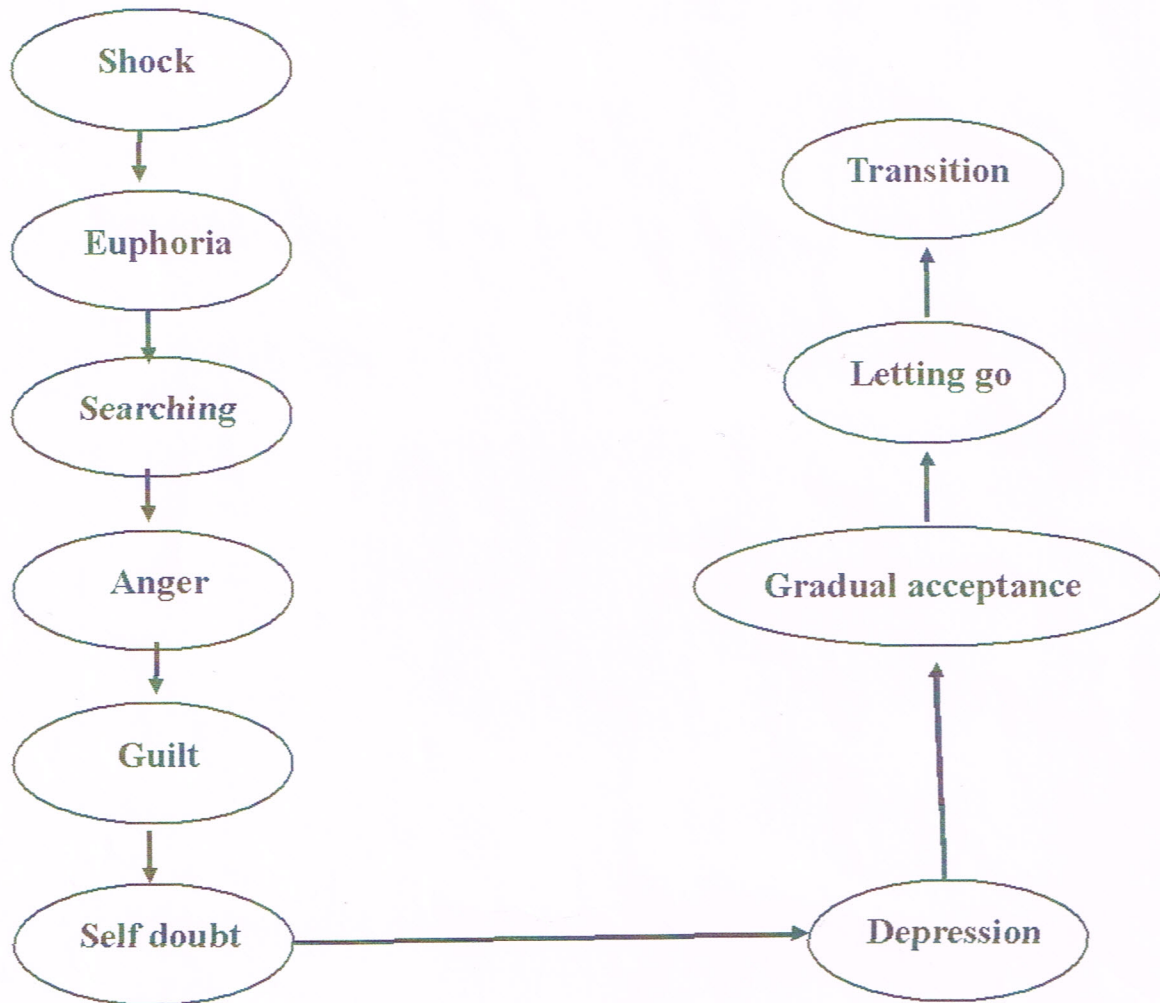 Shock
Euphoria
Searching
Anger
Guilt
Self doubt
Depression
Gradual acceptance
Letting go
Transition